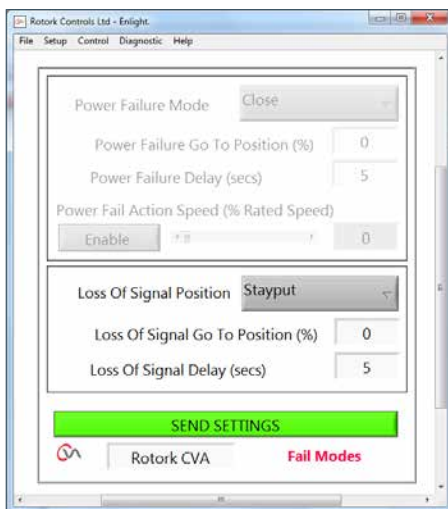 Rotork Controls Ltd - Enlight.
File Setup Control Diagnostic Help
Power Failure Mode Close
Power Failure Go To Position (%) 0
Power Failure Delay (secs) 5
Power Fail Action Speed (% Rated Speed)
Enable 0
Loss Of Signal Position Stayput
Loss Of Signal Go To Position (%) 0
Loss Of Signal Delay (secs) 5
SEND SETTINGS
Rotork CVA Fail Modes